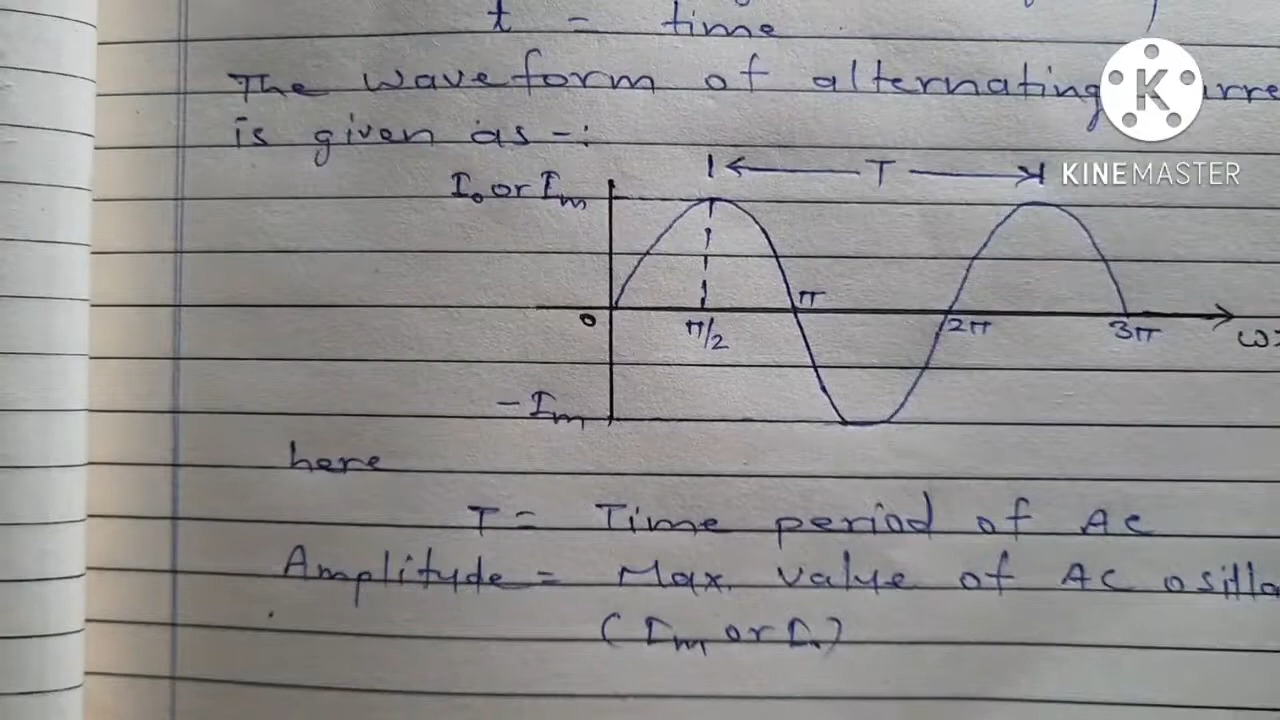 t = time
The waveform of alternating
is given as -:
T
I₀ or Iₘ
π
0
π/2
2π
3π
-Iₘ
here
T = Time period of AC
Amplitude = Max. value of AC osilla
(Iₘ or I₀)
K
KINEMASTER